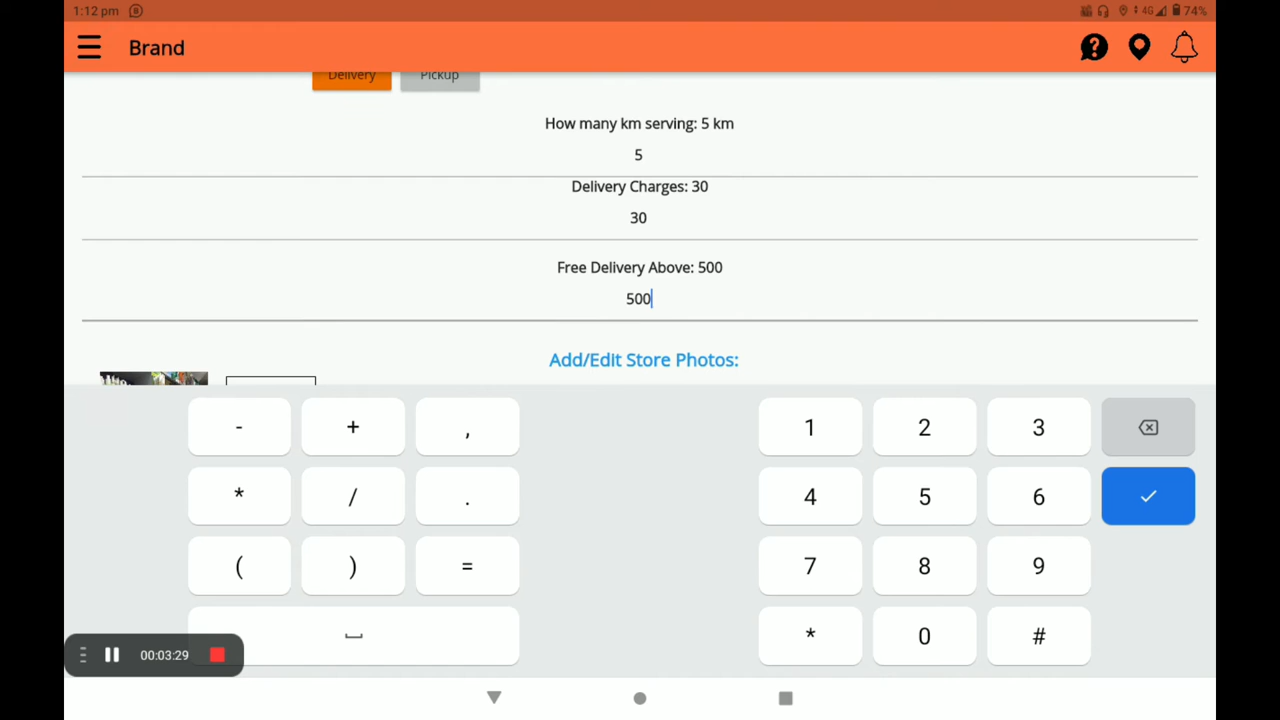 1:12 pm
4G 74%
Brand
Delivery Pickup
How many km serving: 5 km
5
Delivery Charges: 30
30
Free Delivery Above: 500
500
Add/Edit Store Photos:
- + , 1 2 3
* / . 4 5 6
( ) = 7 8 9
* 0 #
00:03:29